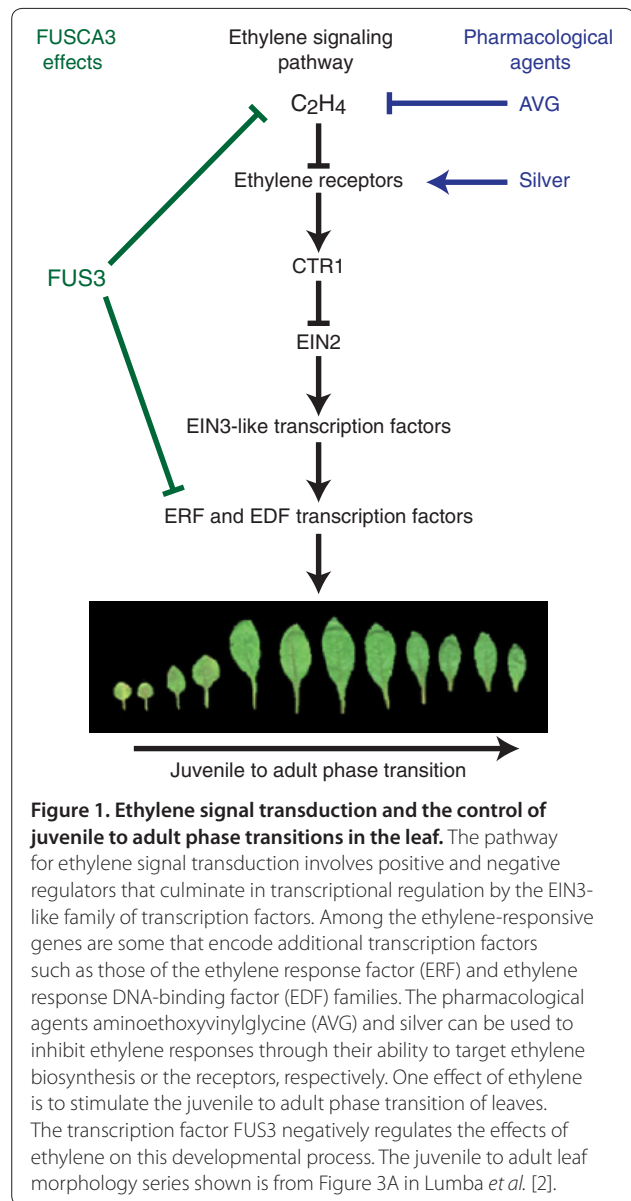 FUSCA3
effects
Ethylene signaling
pathway
Pharmacological
agents
C2H4
AVG
Ethylene receptors
Silver
CTR1
FUS3
EIN2
EIN3-like transcription factors
ERF and EDF transcription factors
Juvenile to adult phase transition
Figure 1. Ethylene signal transduction and the control of
juvenile to adult phase transitions in the leaf. The pathway
for ethylene signal transduction involves positive and negative
regulators that culminate in transcriptional regulation by the EIN3-
like family of transcription factors. Among the ethylene-responsive
genes are some that encode additional transcription factors
such as those of the ethylene response factor (ERF) and ethylene
response DNA-binding factor (EDF) families. The pharmacological
agents aminoethoxyvinylglycine (AVG) and silver can be used to
inhibit ethylene responses through their ability to target ethylene
biosynthesis or the receptors, respectively. One effect of ethylene
is to stimulate the juvenile to adult phase transition of leaves.
The transcription factor FUS3 negatively regulates the effects of
ethylene on this developmental process. The juvenile to adult leaf
morphology series shown is from Figure 3A in Lumba et al. [2].